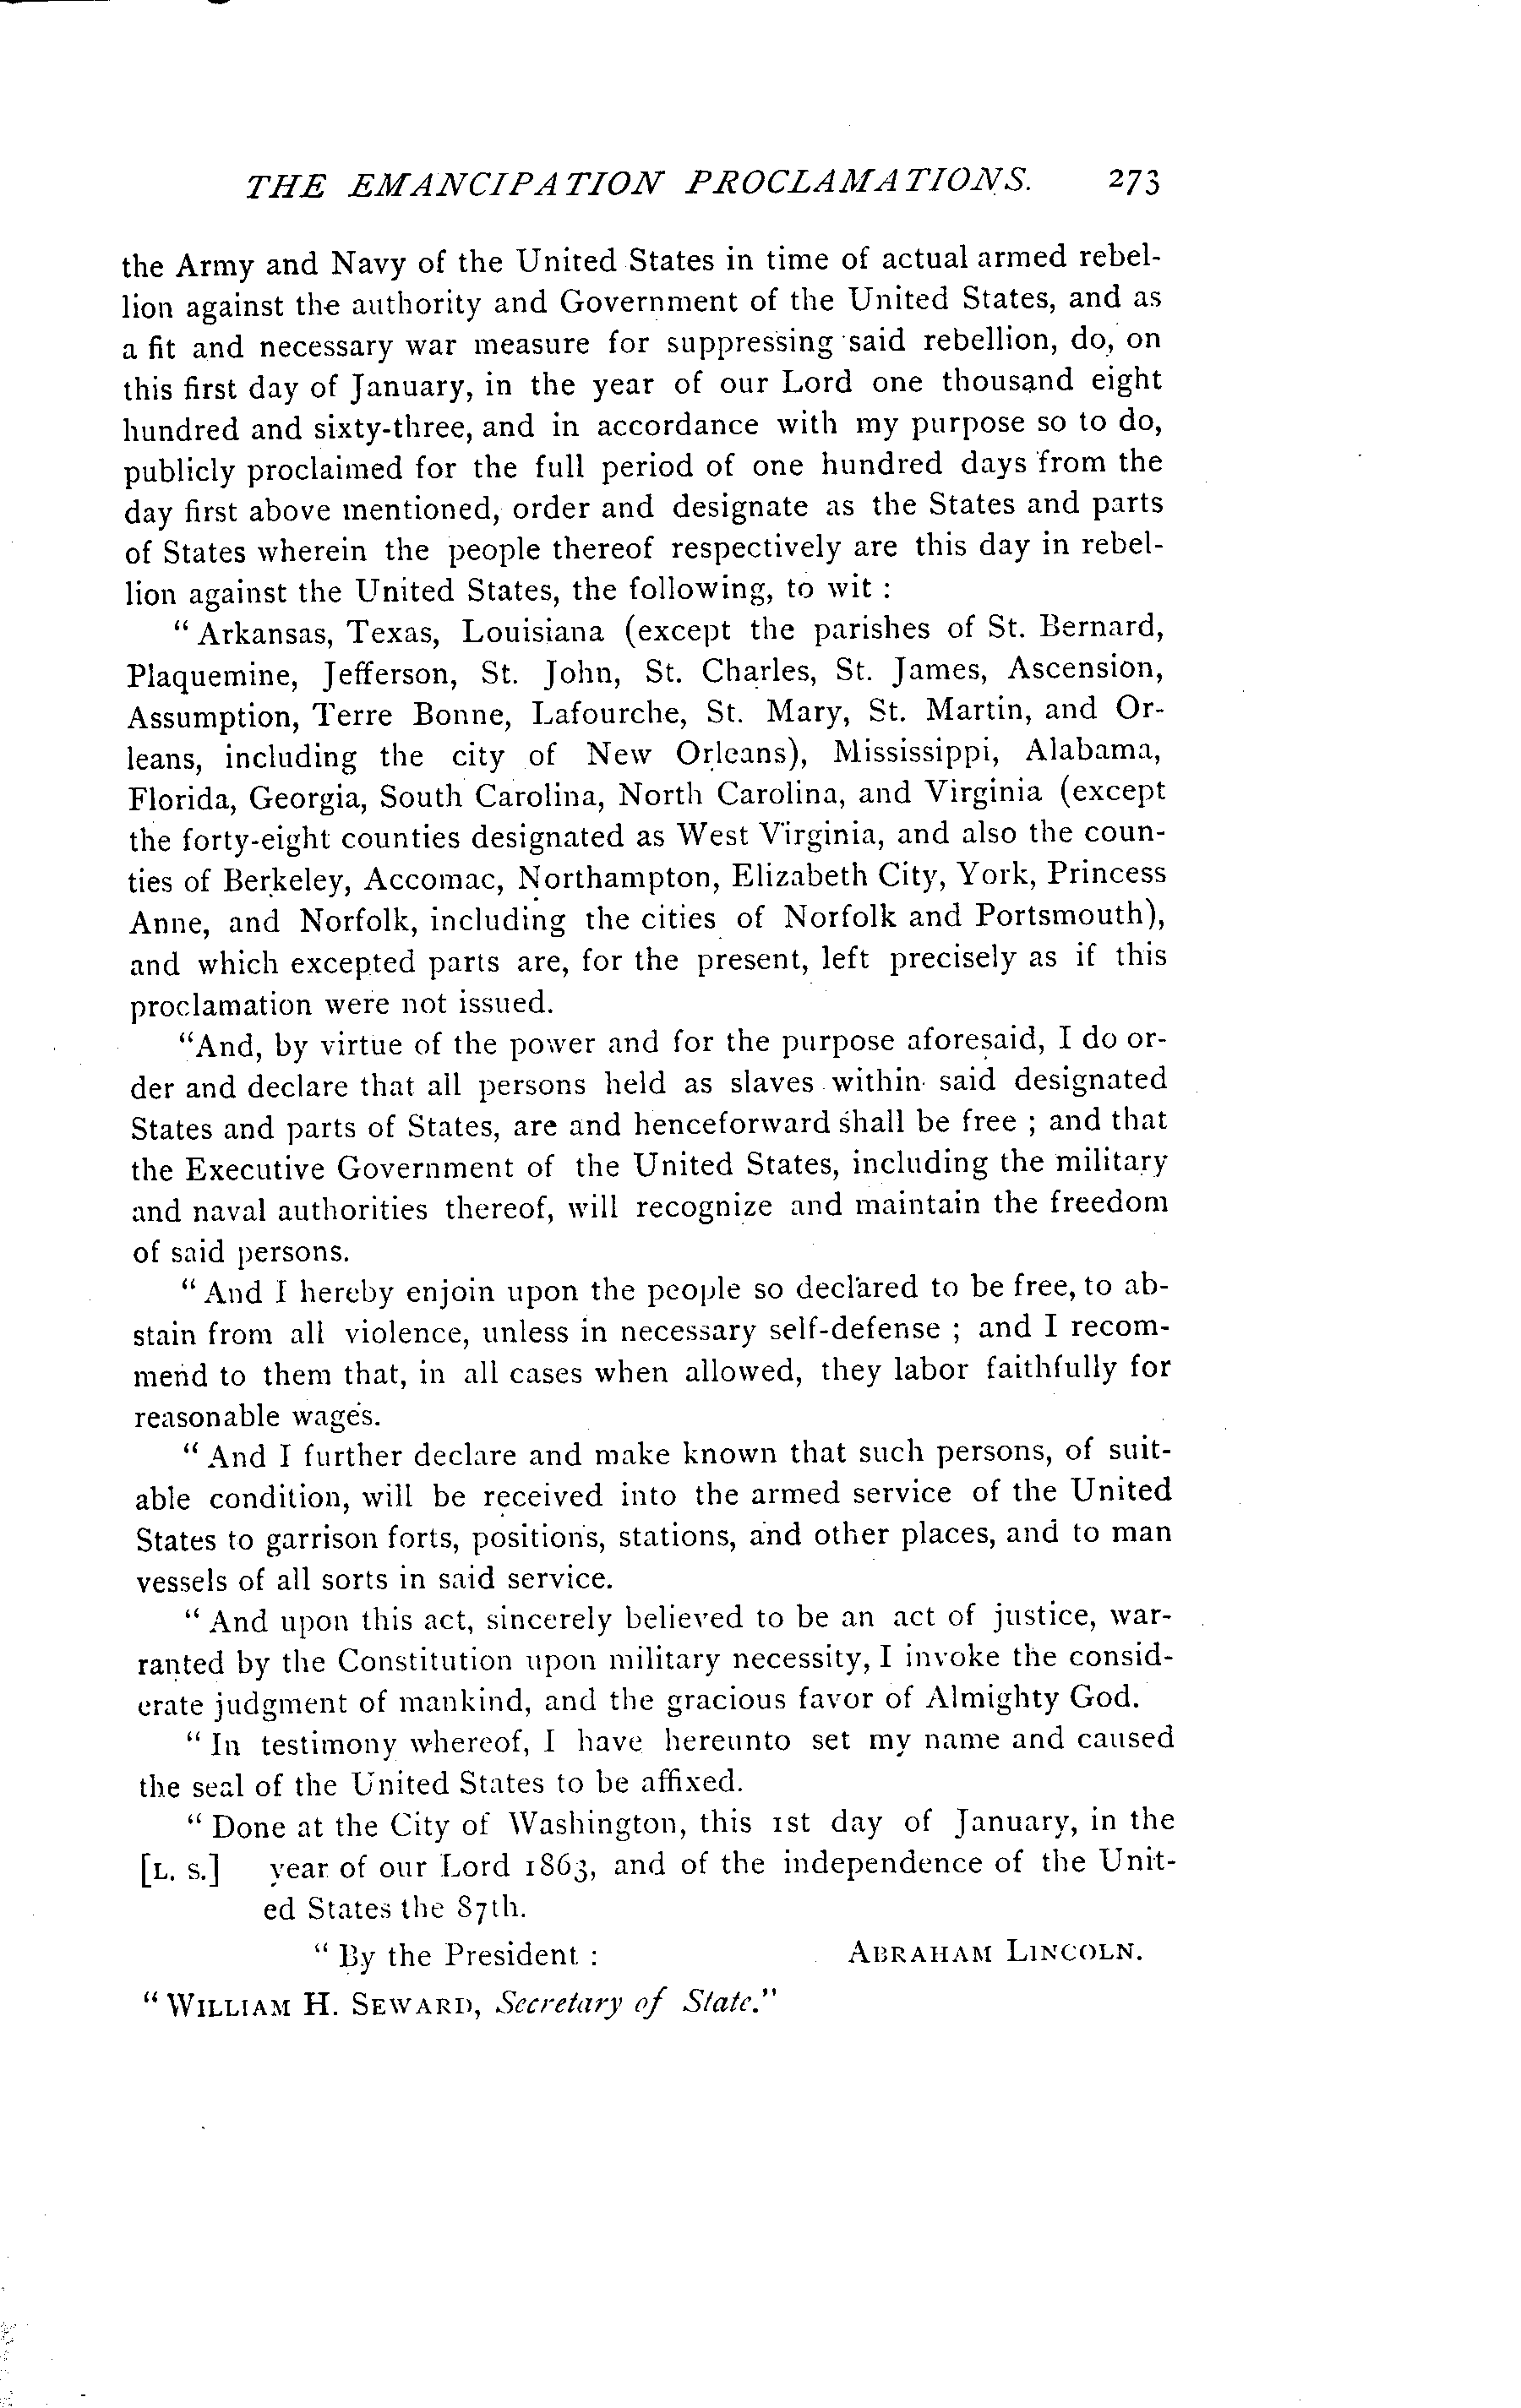 THE EMANCIPATION PROCLAMATIONS. 273
the Army and Navy of the United States in time of actual armed rebel-
lion against the authority and Government of the United States, and as
a fit and necessary war measure for suppressing said rebellion, do, on
this first day of January, in the year of our Lord one thousand eight
hundred and sixty-three, and in accordance with my purpose so to do,
publicly proclaimed for the full period of one hundred days from the
day first above mentioned, order and designate as the States and parts
of States wherein the people thereof respectively are this day in rebel-
lion against the United States, the following, to wit :
“ Arkansas, Texas, Louisiana (except the parishes of St. Bernard,
Plaquemine, Jefferson, St. John, St. Charles, St. James, Ascension,
Assumption, Terre Bonne, Lafourche, St. Mary, St. Martin, and Or-
leans, including the city of New Orleans), Mississippi, Alabama,
Florida, Georgia, South Carolina, North Carolina, and Virginia (except
the forty-eight counties designated as West Virginia, and also the coun-
ties of Berkeley, Accomac, Northampton, Elizabeth City, York, Princess
Anne, and Norfolk, including the cities of Norfolk and Portsmouth),
and which excepted parts are, for the present, left precisely as if this
proclamation were not issued.
“And, by virtue of the power and for the purpose aforesaid, I do or-
der and declare that all persons held as slaves within said designated
States and parts of States, are and henceforward shall be free ; and that
the Executive Government of the United States, including the military
and naval authorities thereof, will recognize and maintain the freedom
of said persons.
“ And I hereby enjoin upon the people so declared to be free, to ab-
stain from all violence, unless in necessary self-defense ; and I recom-
mend to them that, in all cases when allowed, they labor faithfully for
reasonable wages.
“ And I further declare and make known that such persons, of suit-
able condition, will be received into the armed service of the United
States to garrison forts, positions, stations, and other places, and to man
vessels of all sorts in said service.
“ And upon this act, sincerely believed to be an act of justice, war-
ranted by the Constitution upon military necessity, I invoke the consid-
erate judgment of mankind, and the gracious favor of Almighty God.
“ In testimony whereof, I have hereunto set my name and caused
the seal of the United States to be affixed.
“ Done at the City of Washington, this 1st day of January, in the
[L. S.] year of our Lord 1863, and of the independence of the Unit-
ed States the 87th.
“ By the President : ABRAHAM LINCOLN.
“ WILLIAM H. SEWARD, Secretary of State.”